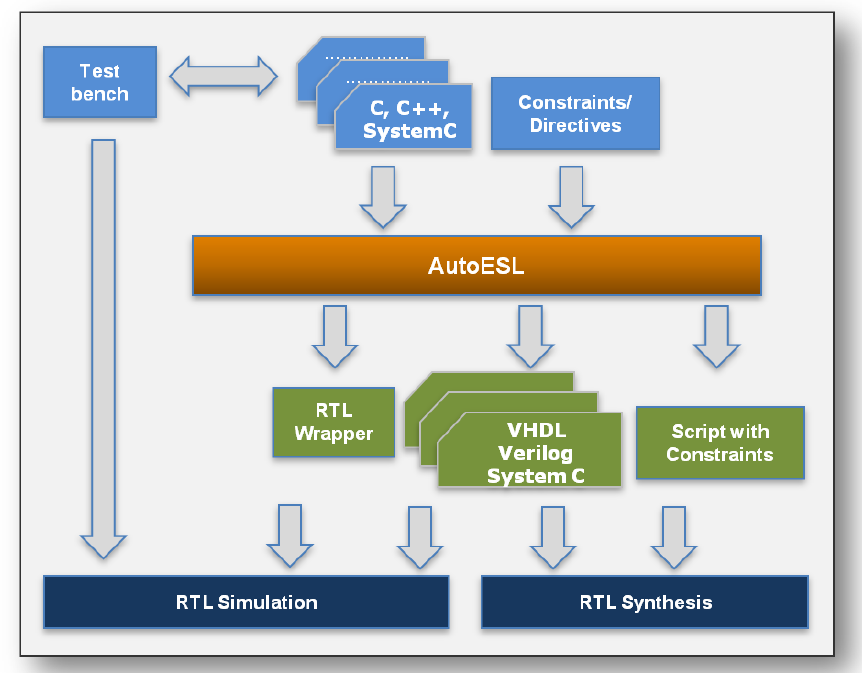 Test
bench
C, C++,
SystemC
Constraints/
Directives
AutoESL
RTL
Wrapper
VHDL
Verilog
System C
Script with
Constraints
RTL Simulation
RTL Synthesis